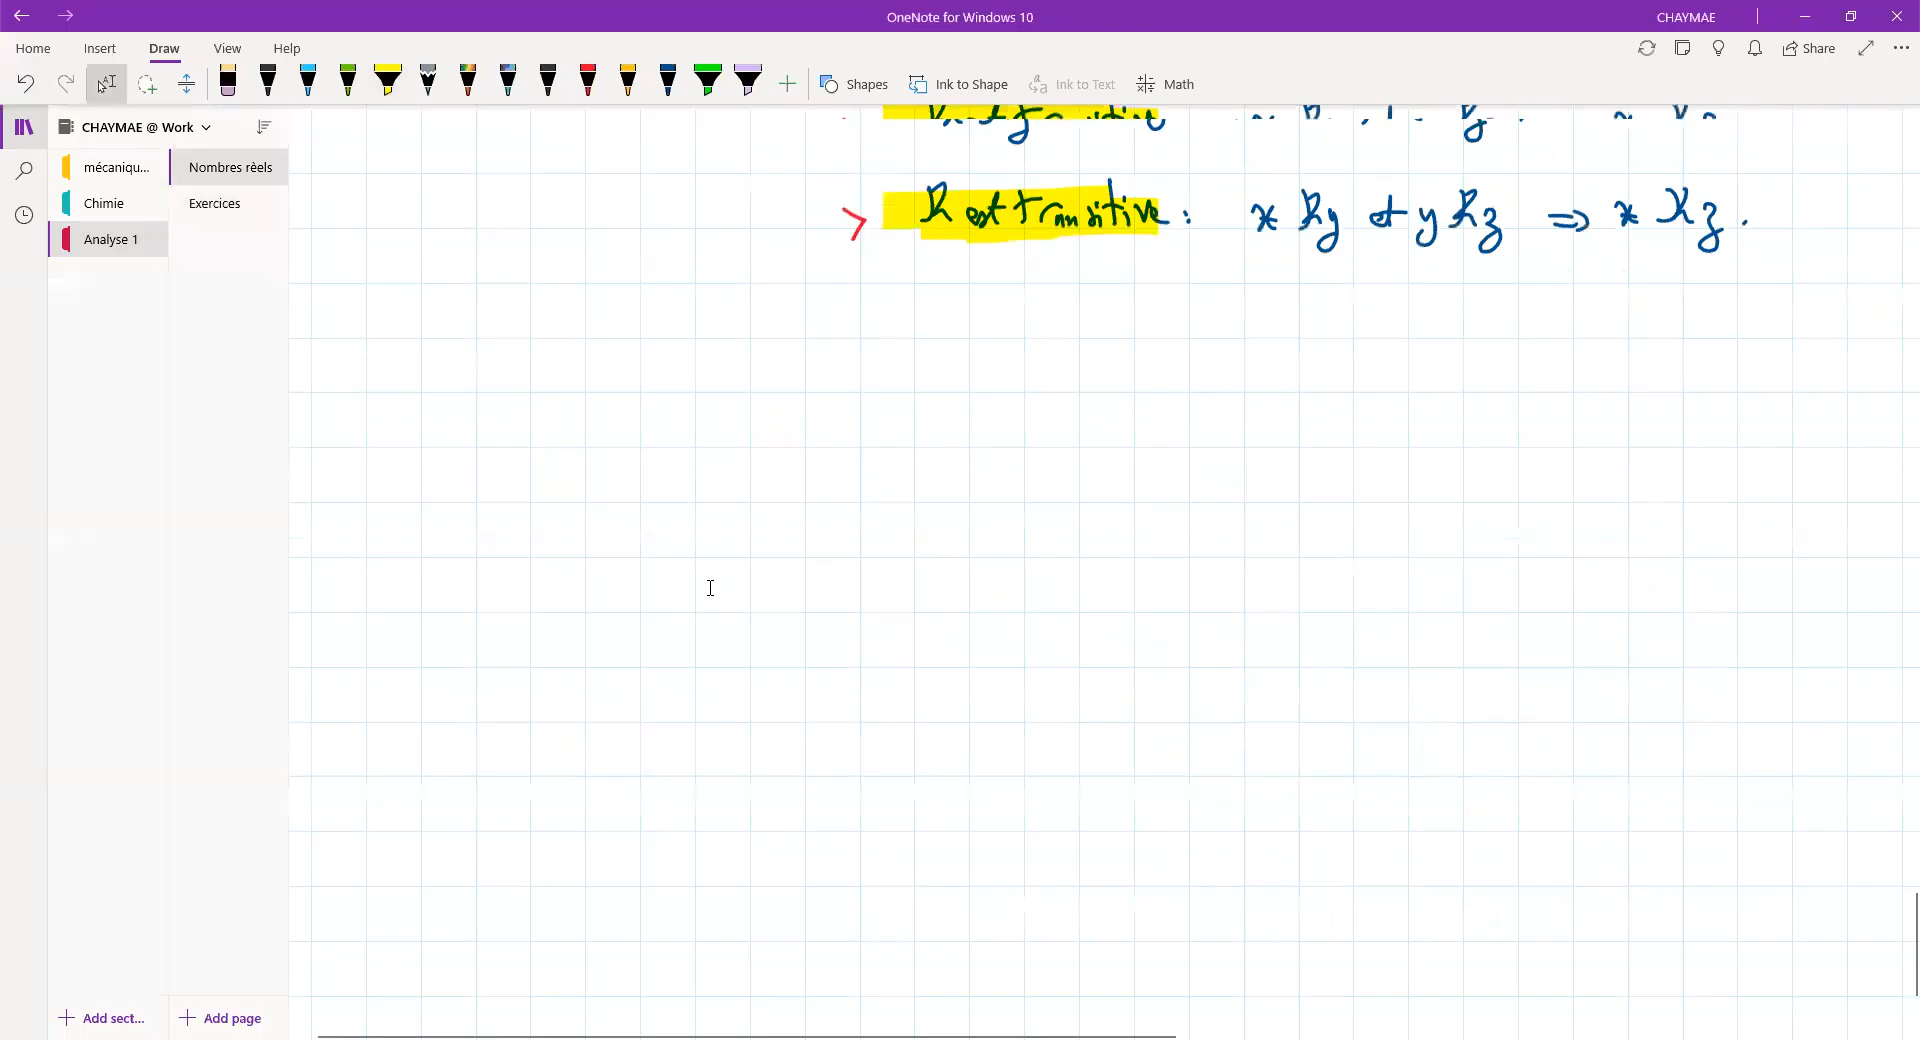 OneNote for Windows 10
CHAYMAE
Home Insert Draw View Help
Share
Shapes Ink to Shape Ink to Text Math
CHAYMAE @ Work
mécaniqu...
Chimie
Analyse 1
Nombres rèels
Exercices
R est transitive : x R y et y R z ⇒ x R z .
Add sect...
Add page